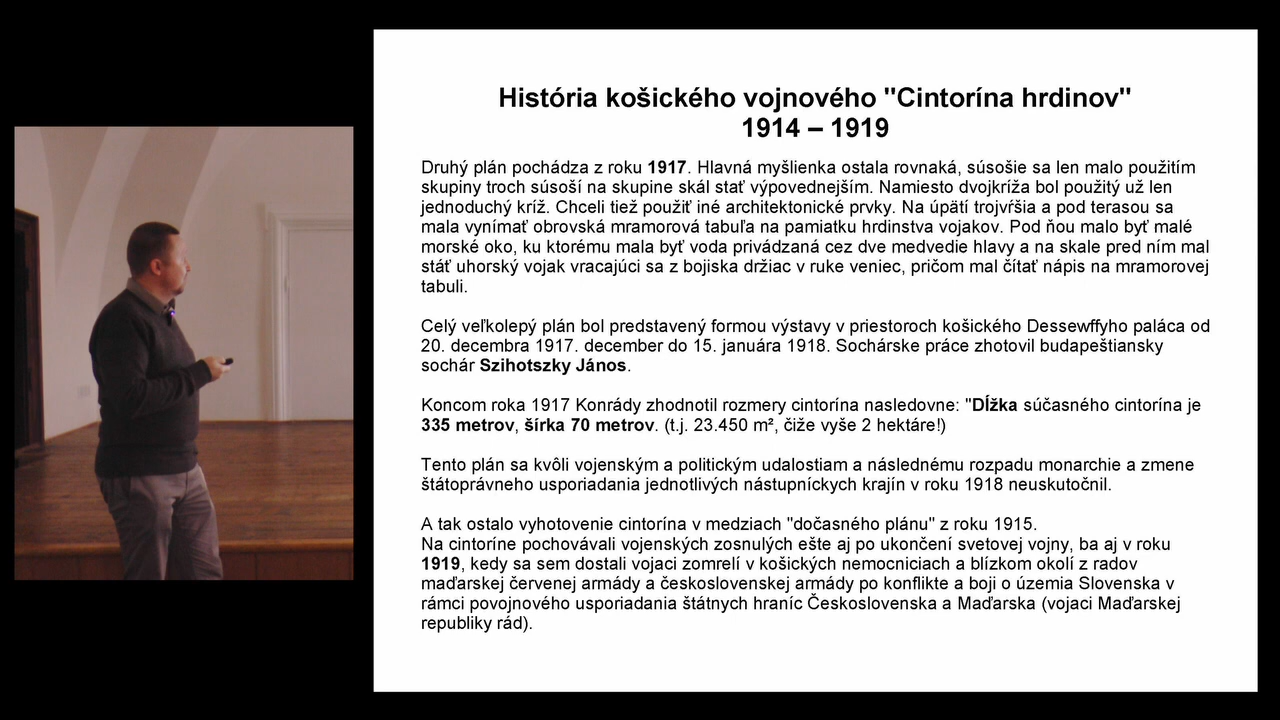 História košického vojnového "Cintorína hrdinov"
1914 – 1919
Druhý plán pochádza z roku 1917. Hlavná myšlienka ostala rovnaká, súsošie sa len malo použitím
skupiny troch súsoší na skupine skál stať výpovednejším. Namiesto dvojkríža bol použitý už len
jednoduchý kríž. Chceli tiež použiť iné architektonické prvky. Na úpätí trojvŕšia a pod terasou sa
mala vynímať obrovská mramorová tabuľa na pamiatku hrdinstva vojakov. Pod ňou malo byť malé
morské oko, ku ktorému mala byť voda privádzaná cez dve medvedie hlavy a na skale pred ním mal
stáť uhorský vojak vracajúci sa z bojiska držiac v ruke veniec, pričom mal čítať nápis na mramorovej
tabuli.
Celý veľkolepý plán bol predstavený formou výstavy v priestoroch košického Dessewffyho paláca od
20. decembra 1917. december do 15. januára 1918. Sochárske práce zhotovil budapeštiansky
sochár Szihotszky János.
Koncom roka 1917 Konrády zhodnotil rozmery cintorína nasledovne: "Dĺžka súčasného cintorína je
335 metrov, šírka 70 metrov. (t.j. 23.450 m², čiže vyše 2 hektáre!)
Tento plán sa kvôli vojenským a politickým udalostiam a následnému rozpadu monarchie a zmene
štátoprávneho usporiadania jednotlivých nástupníckych krajín v roku 1918 neuskutočnil.
A tak ostalo vyhotovenie cintorína v medziach "dočasného plánu" z roku 1915.
Na cintoríne pochovávali vojenských zosnulých ešte aj po ukončení svetovej vojny, ba aj v roku
1919, kedy sa sem dostali vojaci zomrelí v košických nemocniciach a blízkom okolí z radov
maďarskej červenej armády a československej armády po konflikte a boji o územia Slovenska v
rámci povojnového usporiadania štátnych hraníc Československa a Maďarska (vojaci Maďarskej
republiky rád).